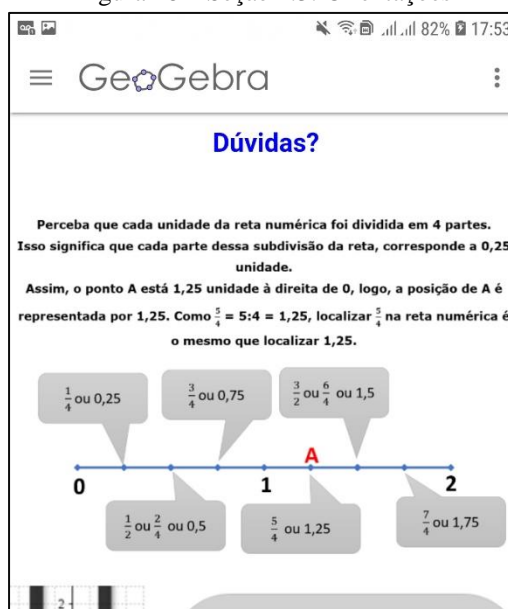 82% 17:53
GeoGebra
Dúvidas?
Perceba que cada unidade da reta numérica foi dividida em 4 partes.
Isso significa que cada parte dessa subdivisão da reta, corresponde a 0,25
unidade.
Assim, o ponto A está 1,25 unidade à direita de 0, logo, a posição de A é
representada por 1,25. Como 5/4 = 5:4 = 1,25, localizar 5/4 na reta numérica é
o mesmo que localizar 1,25.
1/4 ou 0,25
3/4 ou 0,75
3/2 ou 6/4 ou 1,5
A
0 1 2
1/2 ou 2/4 ou 0,5
5/4 ou 1,25
7/4 ou 1,75
2